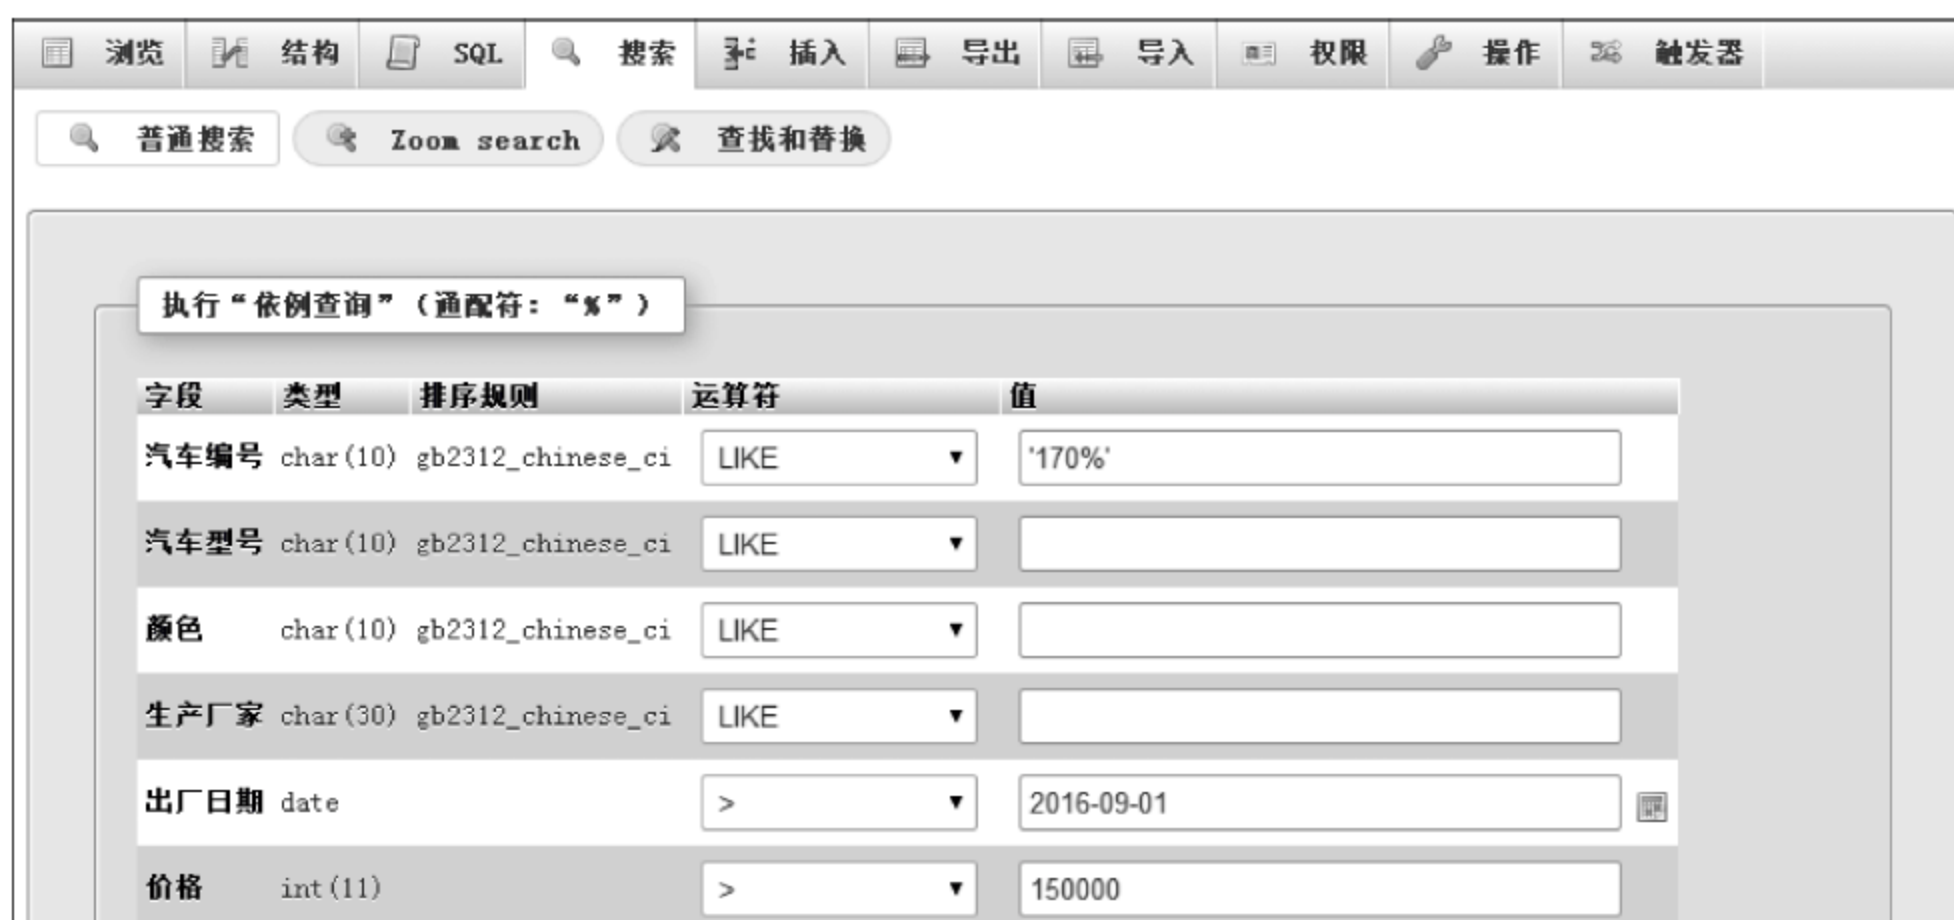 浏览 结构 SQL 搜索 插入 导出 导入 权限 操作 触发器
普通搜索 Zoom search 查找和替换
执行“依例查询”(通配符:“%”)
字段 类型 排序规则 运算符 值
汽车编号 char(10) gb2312_chinese_ci LIKE '170%'
汽车型号 char(10) gb2312_chinese_ci LIKE
颜色 char(10) gb2312_chinese_ci LIKE
生产厂家 char(30) gb2312_chinese_ci LIKE
出厂日期 date > 2016-09-01
价格 int(11) > 150000